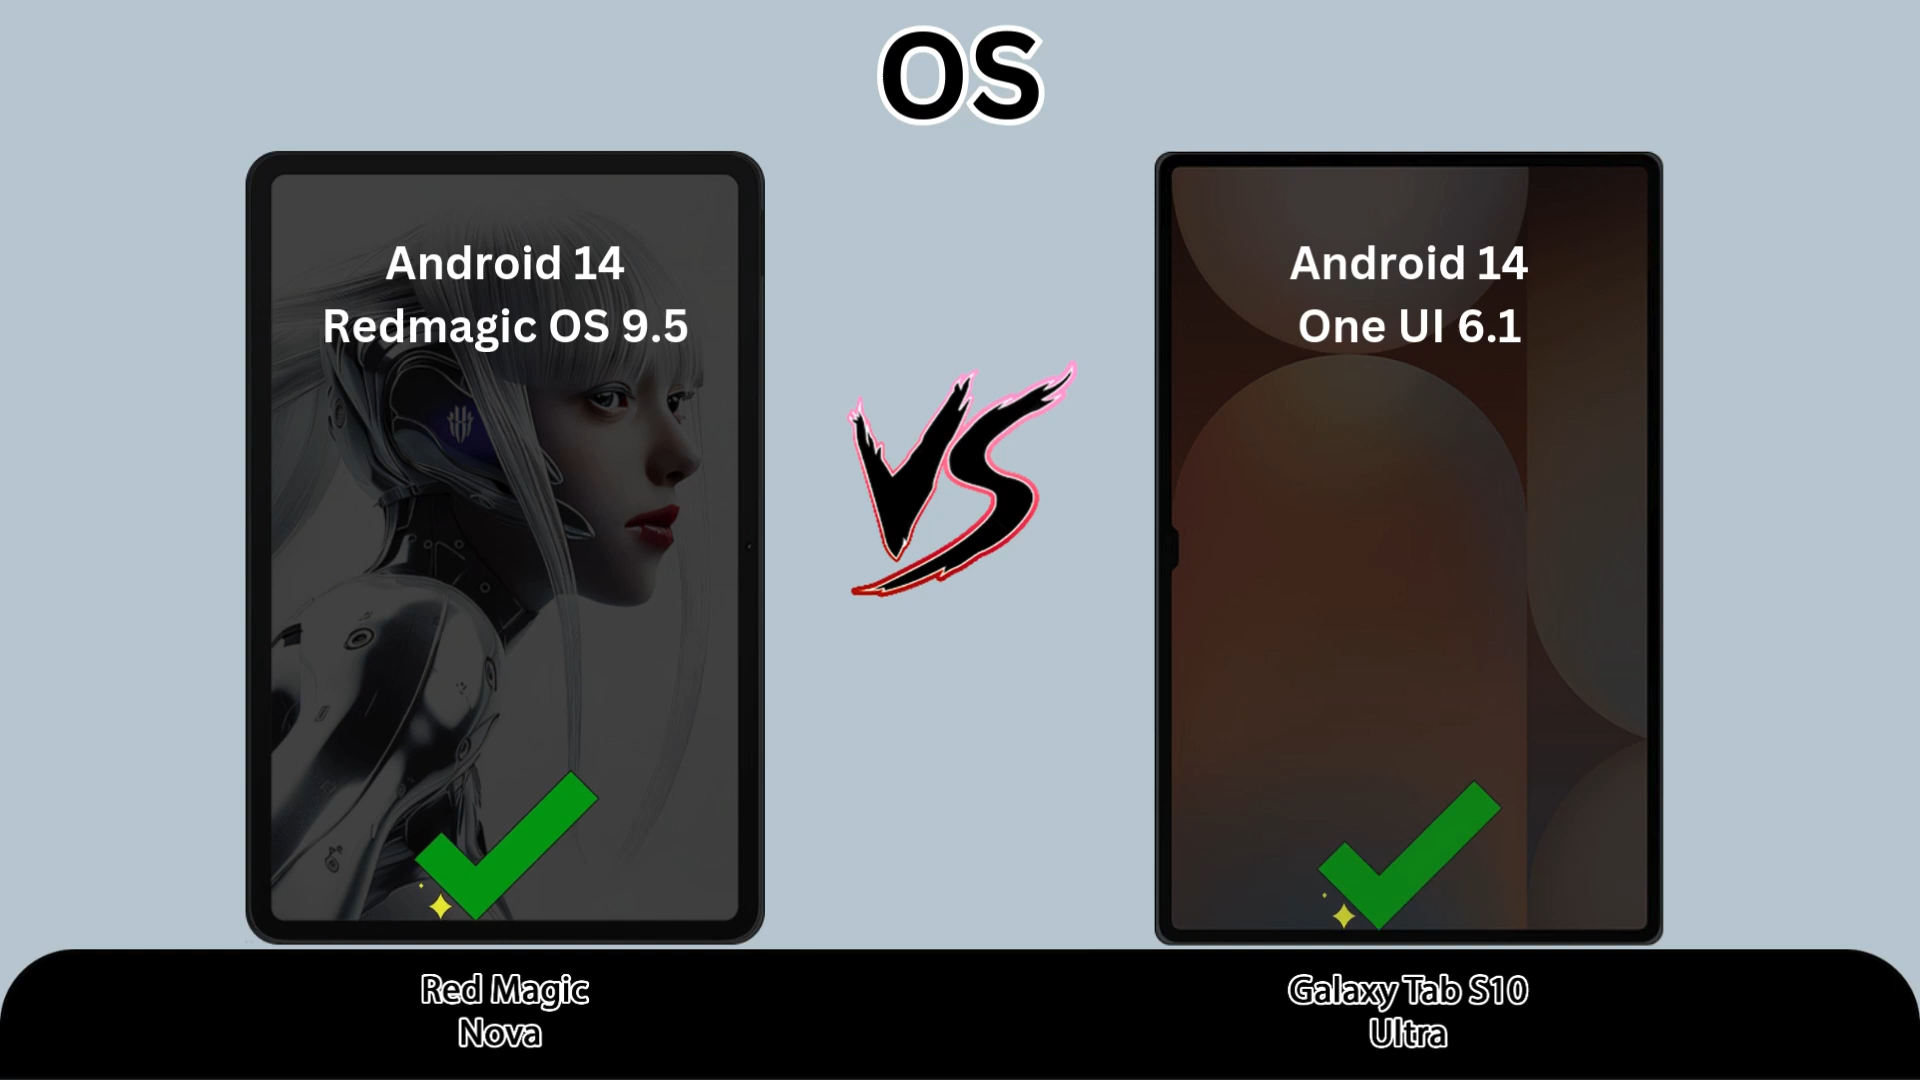 OS
Android 14
Redmagic OS 9.5
VS
Android 14
One UI 6.1
Red Magic
Nova
Galaxy Tab S10
Ultra